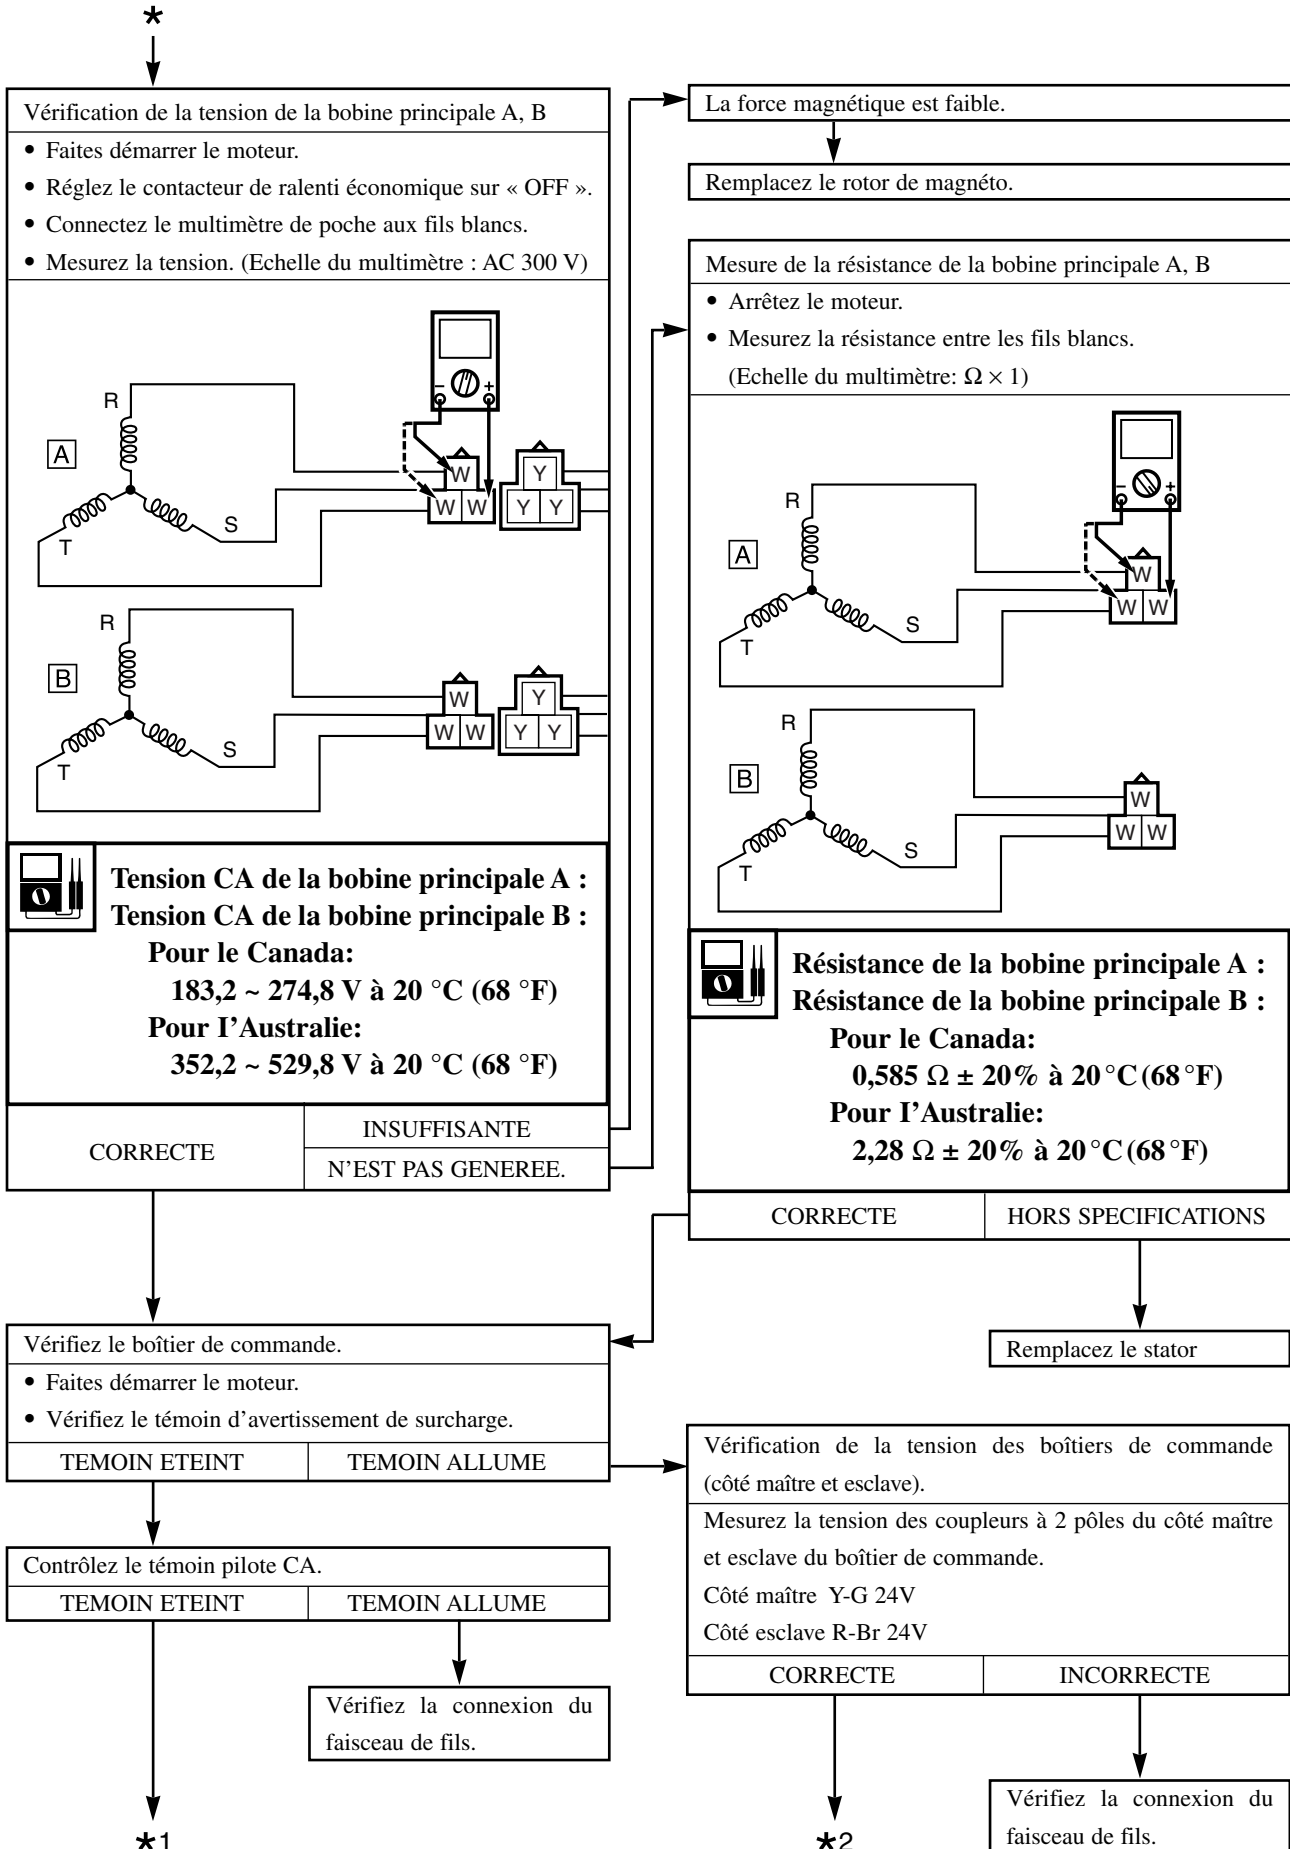 *
Vérification de la tension de la bobine principale A, B
• Faites démarrer le moteur.
• Réglez le contacteur de ralenti économique sur « OFF ».
• Connectez le multimètre de poche aux fils blancs.
• Mesurez la tension. (Echelle du multimètre : AC 300 V)
− +
R
A
W
Y
W W
Y Y
S
T
R
B
W
Y
W W
Y Y
S
T
Tension CA de la bobine principale A :
Tension CA de la bobine principale B :
Pour le Canada:
183,2 ~ 274,8 V à 20 °C (68 °F)
Pour I’Australie:
352,2 ~ 529,8 V à 20 °C (68 °F)
CORRECTE
INSUFFISANTE
N’EST PAS GENEREE.
La force magnétique est faible.
Remplacez le rotor de magnéto.
Mesure de la résistance de la bobine principale A, B
• Arrêtez le moteur.
• Mesurez la résistance entre les fils blancs.
(Echelle du multimètre: Ω × 1)
− +
R
A
W
W W
S
T
R
B
W
W W
S
T
Résistance de la bobine principale A :
Résistance de la bobine principale B :
Pour le Canada:
0,585 Ω ± 20% à 20 °C (68 °F)
Pour I’Australie:
2,28 Ω ± 20% à 20 °C (68 °F)
CORRECTE
HORS SPECIFICATIONS
Remplacez le stator
Vérifiez le boîtier de commande.
• Faites démarrer le moteur.
• Vérifiez le témoin d’avertissement de surcharge.
TEMOIN ETEINT
TEMOIN ALLUME
Vérification de la tension des boîtiers de commande
(côté maître et esclave).
Mesurez la tension des coupleurs à 2 pôles du côté maître
et esclave du boîtier de commande.
Côté maître Y-G 24V
Côté esclave R-Br 24V
CORRECTE
INCORRECTE
Contrôlez le témoin pilote CA.
TEMOIN ETEINT
TEMOIN ALLUME
Vérifiez la connexion du
faisceau de fils.
Vérifiez la connexion du
faisceau de fils.
*1
*2